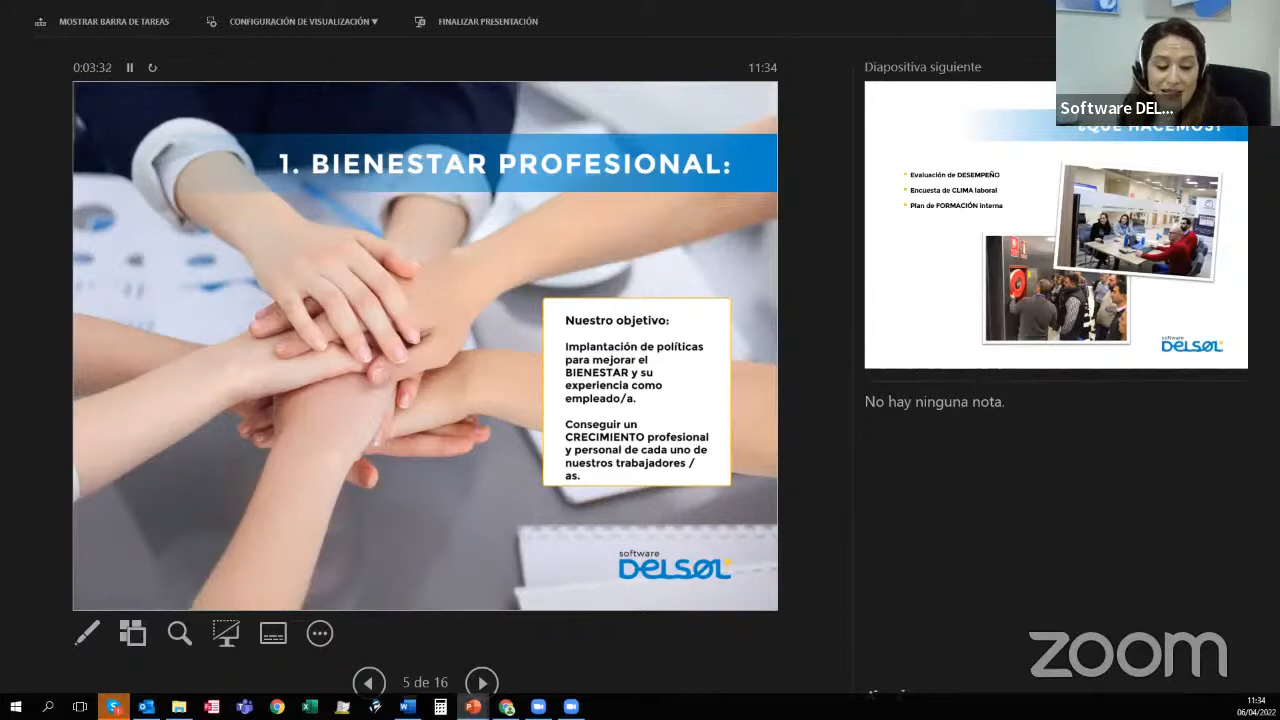 MOSTRAR BARRA DE TAREAS
CONFIGURACIÓN DE VISUALIZACIÓN ▼
FINALIZAR PRESENTACIÓN
0:03:32
11:34
1. BIENESTAR PROFESIONAL:
Nuestro objetivo:
Implantación de políticas
para mejorar el
BIENESTAR y su
experiencia como
empleado/a.
Conseguir un
CRECIMIENTO profesional
y personal de cada uno de
nuestros trabajadores /
as.
software
DELSOL
Diapositiva siguiente
Software DEL...
¿QUÉ HACEMOS?
Evaluación de DESEMPEÑO
Encuesta de CLIMA laboral
Plan de FORMACIÓN Interna
software
DELSOL
No hay ninguna nota.
zoom
5 de 16
11:34
06/04/2022